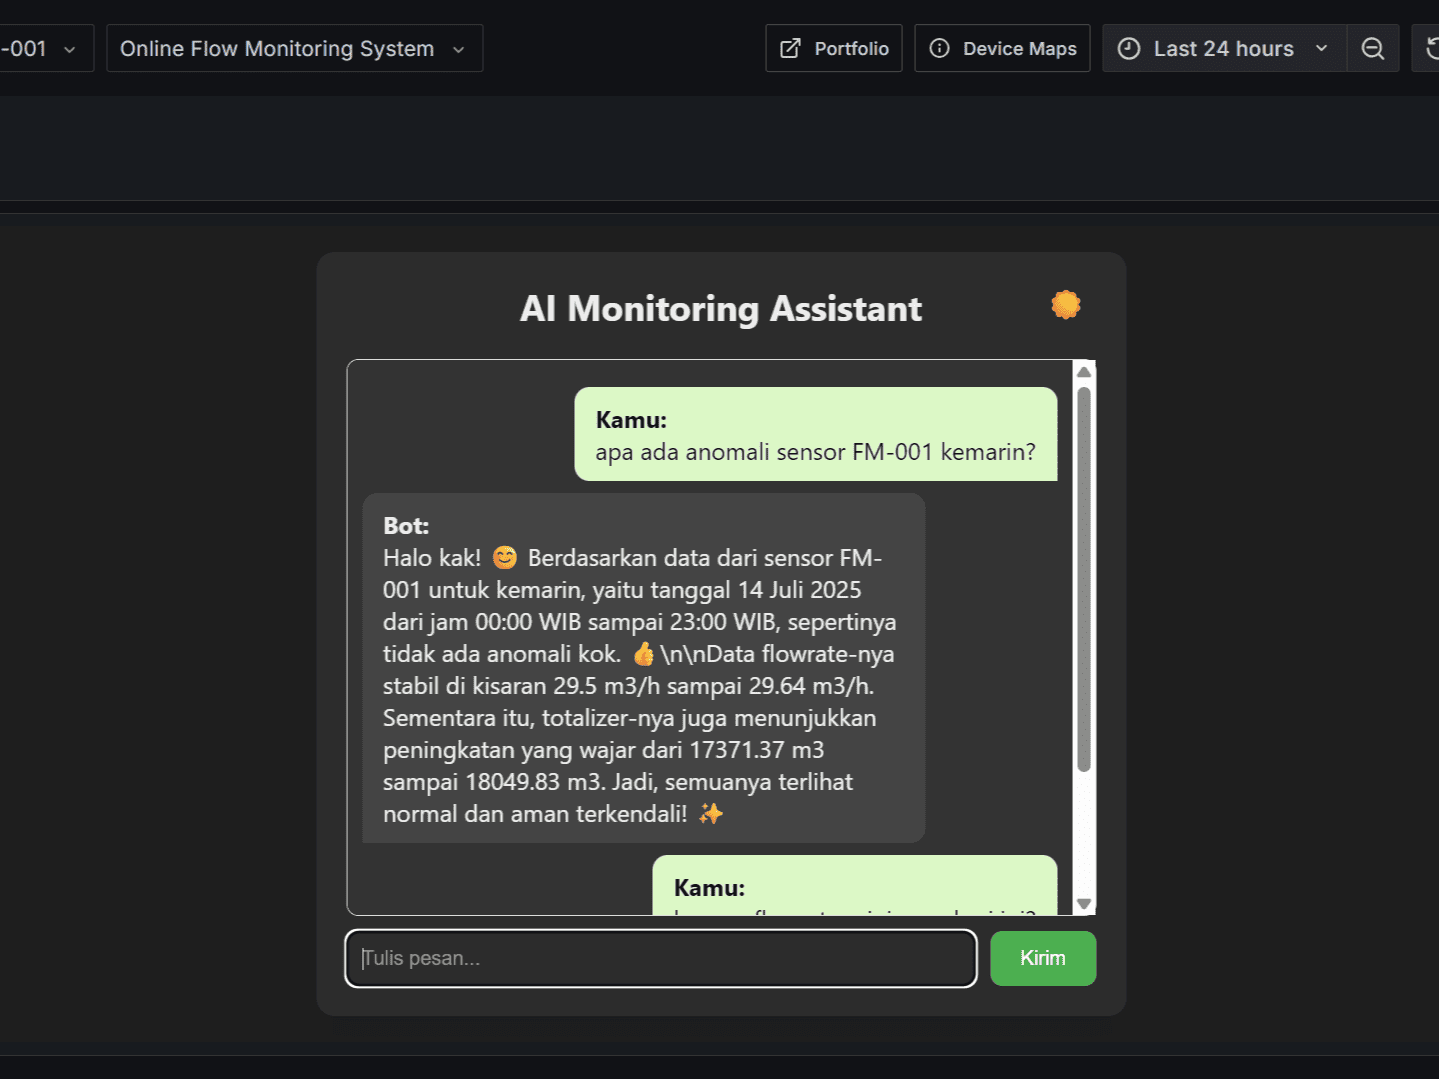 -001
Online Flow Monitoring System
Portfolio
Device Maps
Last 24 hours
AI Monitoring Assistant
Kamu:
apa ada anomali sensor FM-001 kemarin?
Bot:
Halo kak! 😊 Berdasarkan data dari sensor FM-
001 untuk kemarin, yaitu tanggal 14 Juli 2025
dari jam 00:00 WIB sampai 23:00 WIB, sepertinya
tidak ada anomali kok. 👍\n\nData flowrate-nya
stabil di kisaran 29.5 m3/h sampai 29.64 m3/h.
Sementara itu, totalizer-nya juga menunjukkan
peningkatan yang wajar dari 17371.37 m3
sampai 18049.83 m3. Jadi, semuanya terlihat
normal dan aman terkendali! ✨
Kamu:
Tulis pesan...
Kirim